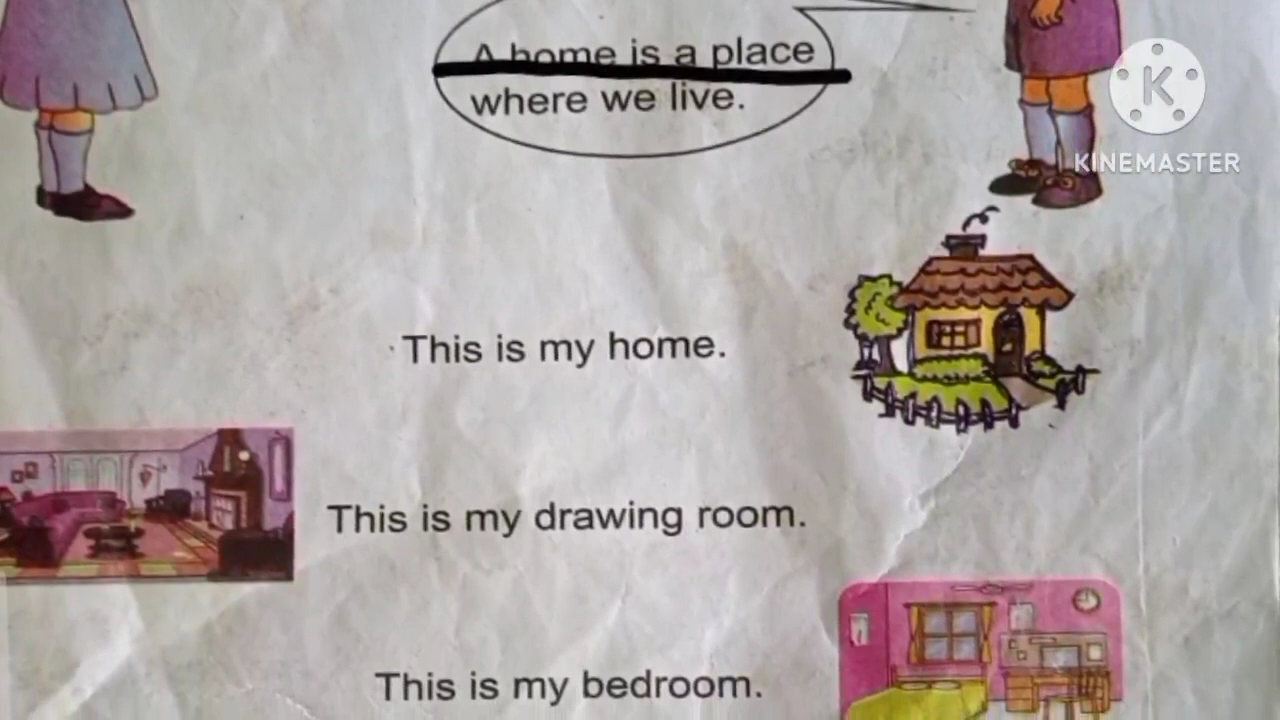 A home is a place
where we live.
K
KINEMASTER
This is my home.
This is my drawing room.
This is my bedroom.